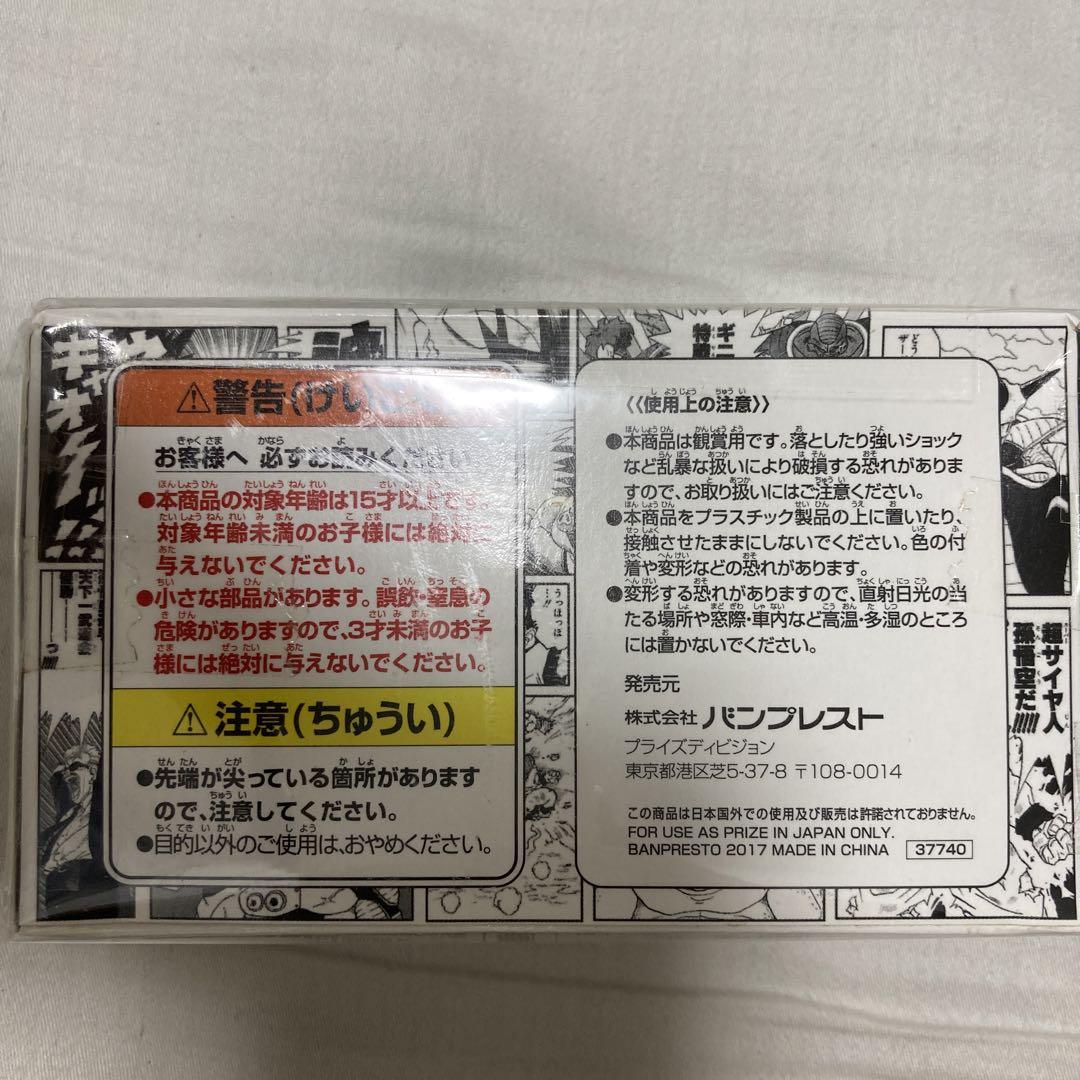 警告(けい
お客様へ 必ずお読みください
●本商品の対象年齢は15才以上です。
対象年齢未満のお子様には絶対に
与えないでください。
●小さな部品があります。誤飲・窒息の
危険がありますので、3才未満のお子
様には絶対に与えないでください。
注意(ちゅうい)
●先端が尖っている箇所があります
ので、注意してください。
●目的以外のご使用は、おやめください。
《使用上の注意》
●本商品は観賞用です。落としたり強いショック
など乱暴な扱いにより破損する恐れがありま
すので、お取り扱いにはご注意ください。
●本商品をプラスチック製品の上に置いたり、
接触させたままにしないでください。色の付
着や変形などの恐れがあります。
●変形する恐れがありますので、直射日光の当
たる場所や窓際・車内など高温・多湿のところ
には置かないでください。
発売元
株式会社 バンプレスト
プライズディビジョン
東京都港区芝5-37-8 〒108-0014
この商品は日本国外での使用及び販売は許諾されておりません。
FOR USE AS PRIZE IN JAPAN ONLY.
BANPRESTO 2017 MADE IN CHINA 37740
ギニ
特
うっほっほ
…!!
天下一武
超サイヤ人
孫悟空だ
!!!!!